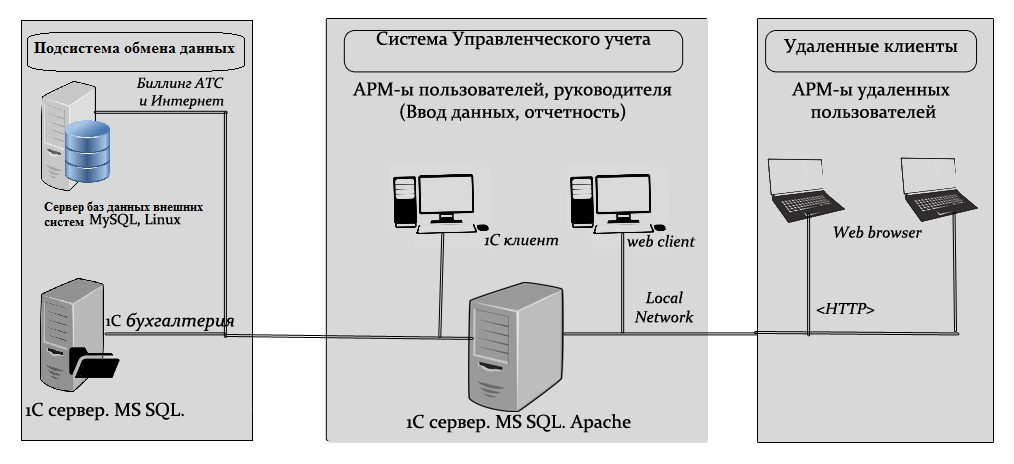 Подсистема обмена данных
Биллинг АТС
и Интернет
Сервер баз данных внешних
систем MySQL, Linux
1С бухгалтерия
1С сервер. MS SQL.
Система Управленческого учета
АРМ-ы пользователей, руководителя
(Ввод данных, отчетность)
1С клиент
web client
Local
Network
1С сервер. MS SQL. Apache
Удаленные клиенты
АРМ-ы удаленных
пользователей
Web browser
<HTTP>